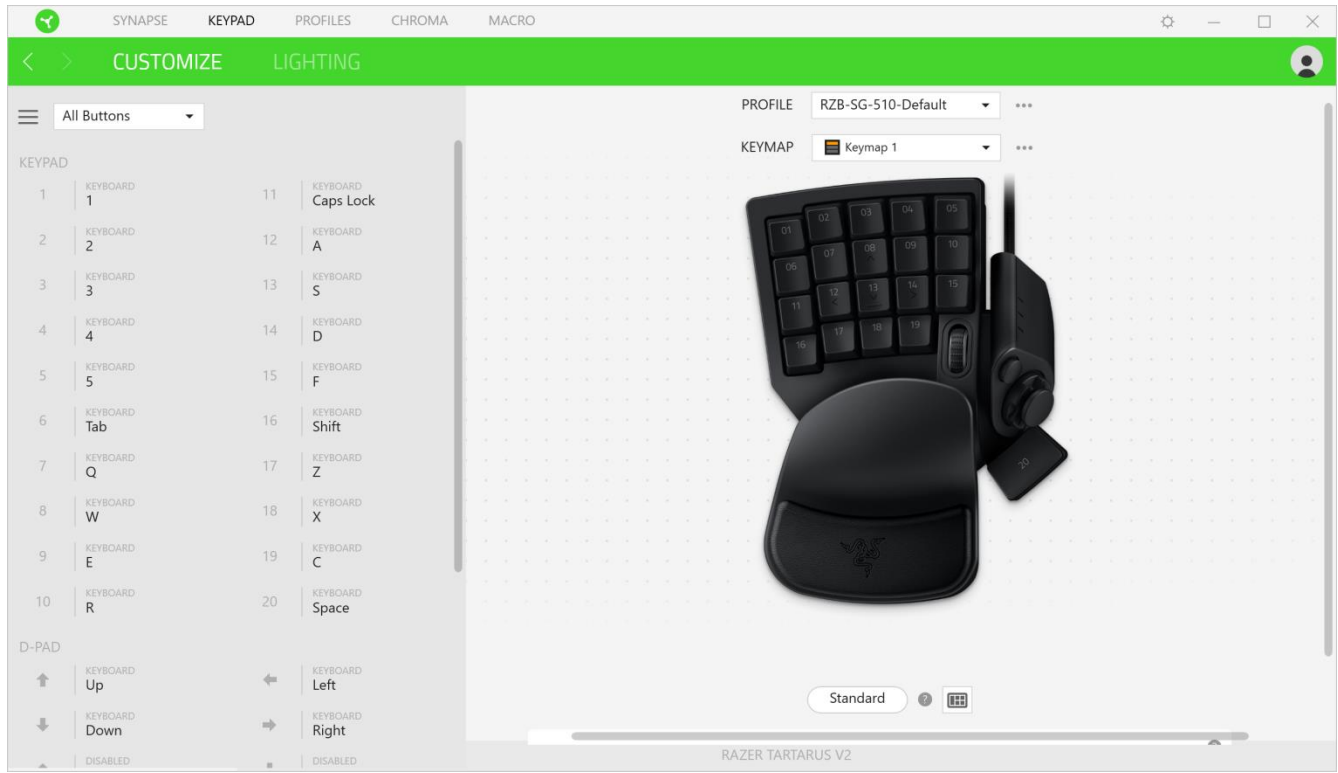 SYNAPSE KEYPAD PROFILES CHROMA MACRO
CUSTOMIZE LIGHTING
All Buttons
PROFILE RZB-SG-510-Default
KEYMAP Keymap 1
KEYPAD
1 KEYBOARD 1
11 KEYBOARD Caps Lock
2 KEYBOARD 2
12 KEYBOARD A
3 KEYBOARD 3
13 KEYBOARD S
4 KEYBOARD 4
14 KEYBOARD D
5 KEYBOARD 5
15 KEYBOARD F
6 KEYBOARD Tab
16 KEYBOARD Shift
7 KEYBOARD Q
17 KEYBOARD Z
8 KEYBOARD W
18 KEYBOARD X
9 KEYBOARD E
19 KEYBOARD C
10 KEYBOARD R
20 KEYBOARD Space
D-PAD
KEYBOARD Up
KEYBOARD Left
KEYBOARD Down
KEYBOARD Right
DISABLED
DISABLED
01 02 03 04 05
06 07 08 09 10
11 12 13 14 15
16 17 18 19
20
Standard ?
RAZER TARTARUS V2